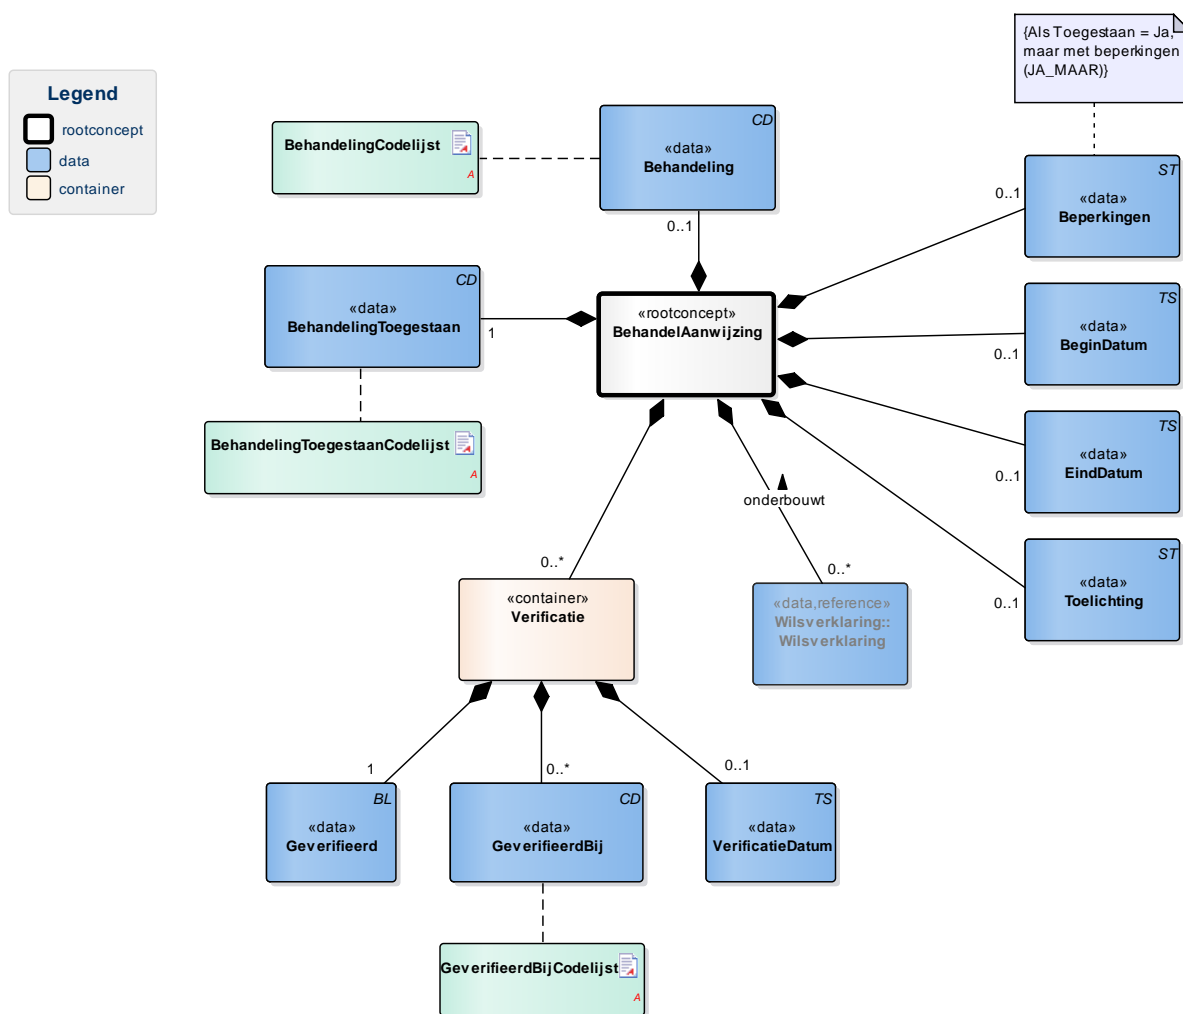 {Als Toegestaan = Ja,
maar met beperkingen
(JA_MAAR)}
Legend
rootconcept
data
container
BehandelingCodelijst
A
CD
«data»
Behandeling
0..1
ST
«data»
Beperkingen
0..1
CD
«data»
BehandelingToegestaan
1
«rootconcept»
BehandelAanwijzing
TS
«data»
BeginDatum
0..1
BehandelingToegestaanCodelijst
A
TS
«data»
EindDatum
0..1
onderbouwt
0..*
0..*
ST
«data»
Toelichting
0..1
«container»
Verificatie
«data,reference»
Wilsverklaring::
Wilsverklaring
1
0..*
0..1
BL
«data»
Geverifieerd
CD
«data»
GeverifieerdBij
TS
«data»
VerificatieDatum
GeverifieerdBijCodelijst
A